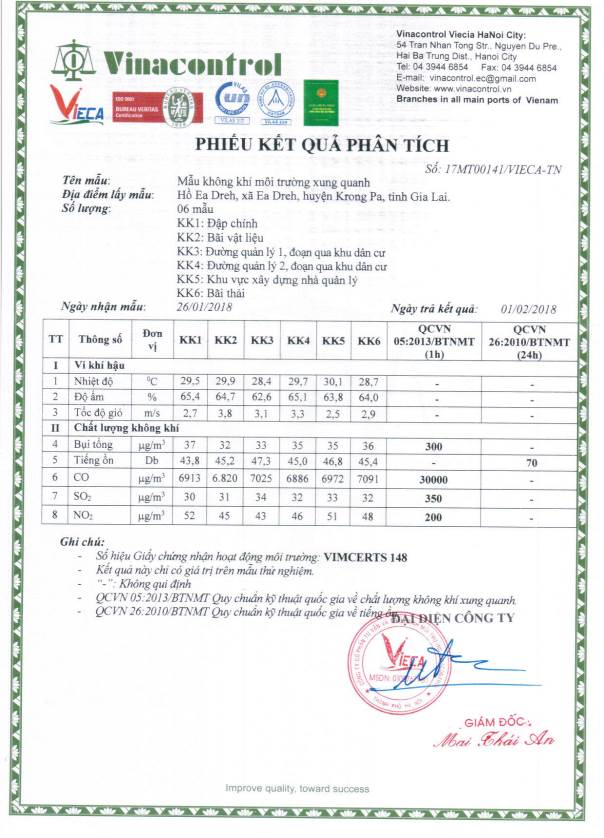 Vinacontrol
Vinacontrol Viecia HaNoi City:
54 Tran Nhan Tong Str., Nguyen Du Pre.,
Hai Ba Trung Dist., Hanoi City
Tel: 04 3944 6854 Fax: 04 3944 6854
E-mail: vinacontrol.ec@gmail.com
Website: www.vinacontrol.vn
Branches in all main ports of Vienam
VIECA
ISO 9001
BUREAU VERITAS
Certification
VILAS
PHIẾU KẾT QUẢ PHÂN TÍCH
Số: 17MT00141/VIECA-TN
Tên mẫu: Mẫu không khí môi trường xung quanh
Địa điểm lấy mẫu: Hồ Ea Dreh, xã Ea Dreh, huyện Krong Pa, tỉnh Gia Lai.
Số lượng: 06 mẫu
KK1: Đập chính
KK2: Bãi vật liệu
KK3: Đường quản lý 1, đoạn qua khu dân cư
KK4: Đường quản lý 2, đoạn qua khu dân cư
KK5: Khu vực xây dựng nhà quản lý
KK6: Bãi thải
Ngày nhận mẫu: 26/01/2018 Ngày trả kết quả: 01/02/2018
TT Thông số Đơn vị KK1 KK2 KK3 KK4 KK5 KK6 QCVN 05:2013/BTNMT (1h) QCVN 26:2010/BTNMT (24h)
I Vi khí hậu
1 Nhiệt độ ⁰C 29,5 29,9 28,4 29,7 30,1 28,7 - -
2 Độ ẩm % 65,4 64,7 62,6 65,1 63,8 64,0 - -
3 Tốc độ gió m/s 2,7 3,8 3,1 3,3 2,5 2,9 - -
II Chất lượng không khí
4 Bụi tổng µg/m³ 37 32 33 35 35 36 300 -
5 Tiếng ồn Db 43,8 45,2 47,3 45,0 46,8 45,4 - 70
6 CO µg/m³ 6913 6.820 7025 6886 6972 7091 30000 -
7 SO₂ µg/m³ 30 31 34 32 33 32 350 -
8 NO₂ µg/m³ 52 45 43 46 51 48 200 -
Ghi chú:
- Số hiệu Giấy chứng nhận hoạt động môi trường: VIMCERTS 148
- Kết quả này chỉ có giá trị trên mẫu thử nghiệm.
- "-": Không qui định
- QCVN 05:2013/BTNMT Quy chuẩn kỹ thuật quốc gia về chất lượng không khí xung quanh.
- QCVN 26:2010/BTNMT Quy chuẩn kỹ thuật quốc gia về tiếng ồn.
ĐẠI DIỆN CÔNG TY
VIECA
GIÁM ĐỐC
Mai Thái An
Improve quality, toward success